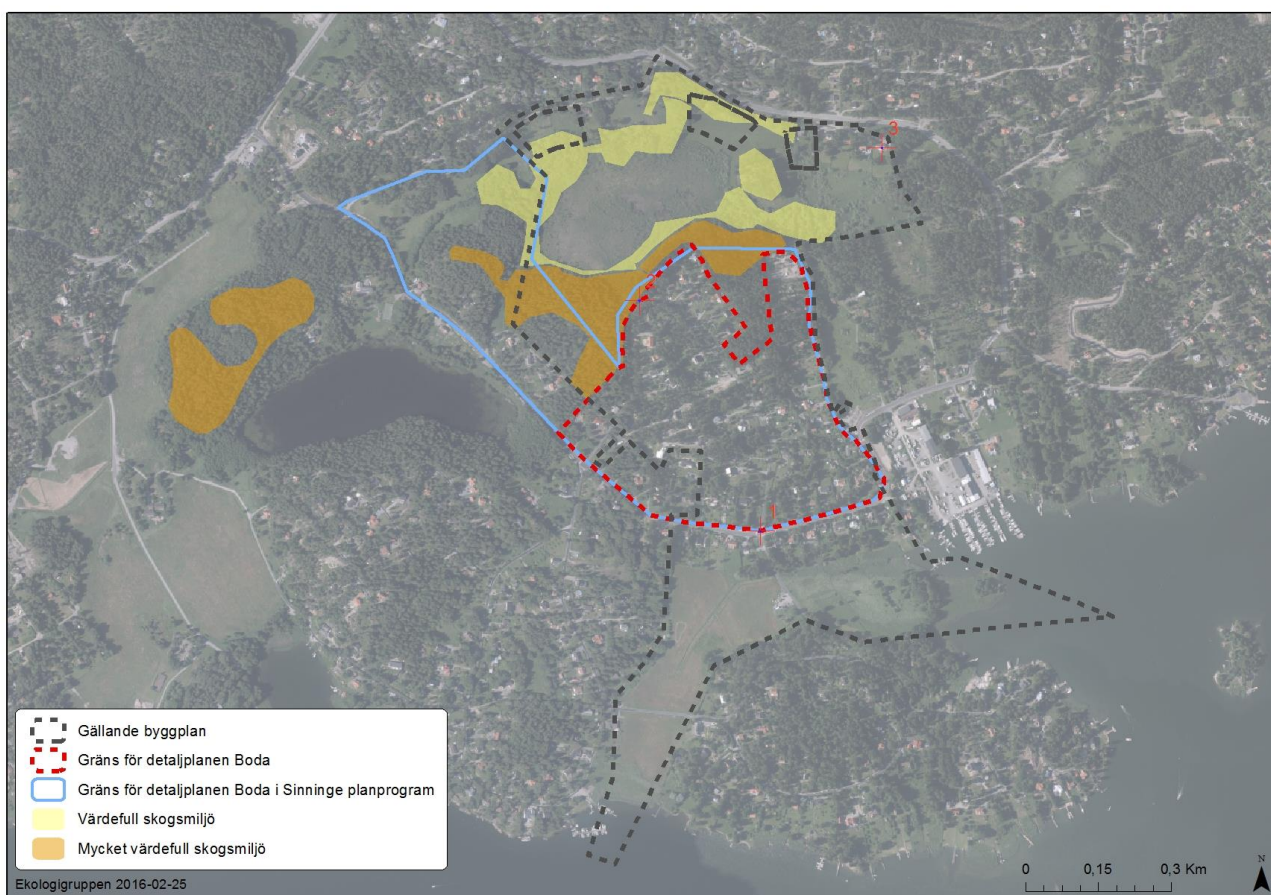 3
1
Gällande byggplan
Gräns för detaljplanen Boda
Gräns för detaljplanen Boda i Sinninge planprogram
Värdefull skogsmiljö
Mycket värdefull skogsmiljö
Ekologigruppen 2016-02-25
0 0,15 0,3 Km
N